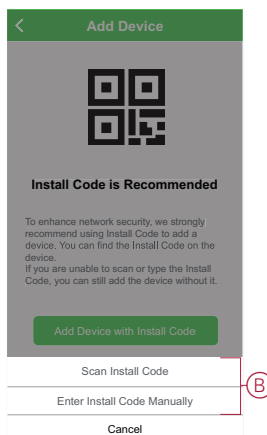 Add Device
Install Code is Recommended
To enhance network security, we strongly
recommend using Install Code to add a
device. You can find the Install Code on the
device.
If you are unable to scan or type the Install
Code, you can still add the device without it.
Add Device with Install Code
Scan Install Code
B
Enter Install Code Manually
Cancel